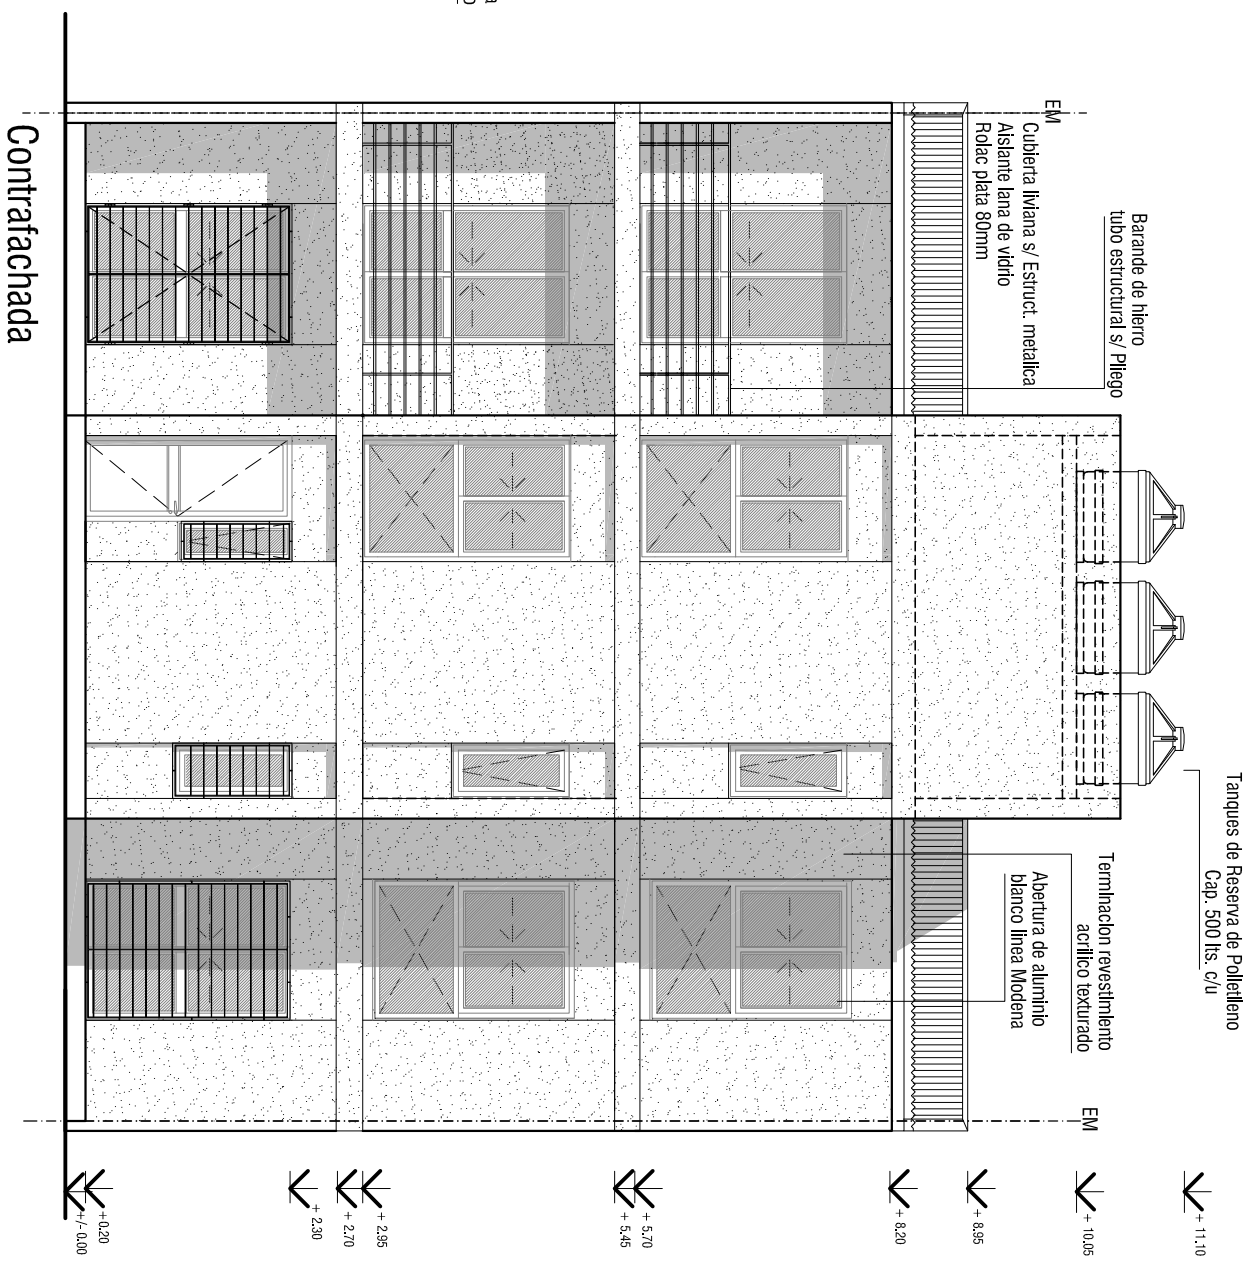 Tanques de Reserva de Polietileno
Cap. 500 lts. c/u
Barande de hierro
tubo estructural s/ Pliego
EM
Cubierta liviana s/ Estruct. metalica
Aislante lana de vidrio
Rolac plata 80mm
Terminacion revestimiento
acrilico texturado
Abertura de aluminio
blanco linea Modena
EM
+ 11.10
+ 10.05
+ 8.95
+ 8.20
+ 5.70
+ 5.45
+ 2.95
+ 2.70
+ 2.30
+0.20
+/- 0.00
Contrafachada